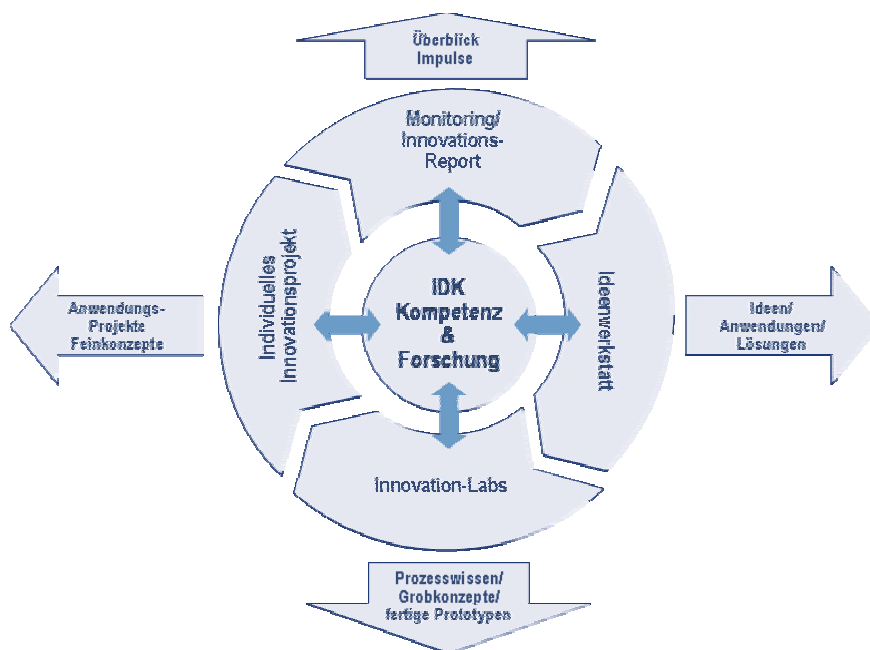 Überblick
Impulse
Monitoring/
Innovations-
Report
Individuelles
Innovationsprojekt
IDK
Kompetenz
&
Forschung
Ideenwerkstatt
Anwendungs-
Projekte
Feinkonzepte
Ideen/
Anwendungen/
Lösungen
Innovation-Labs
Prozesswissen/
Grobkonzepte/
fertige Prototypen